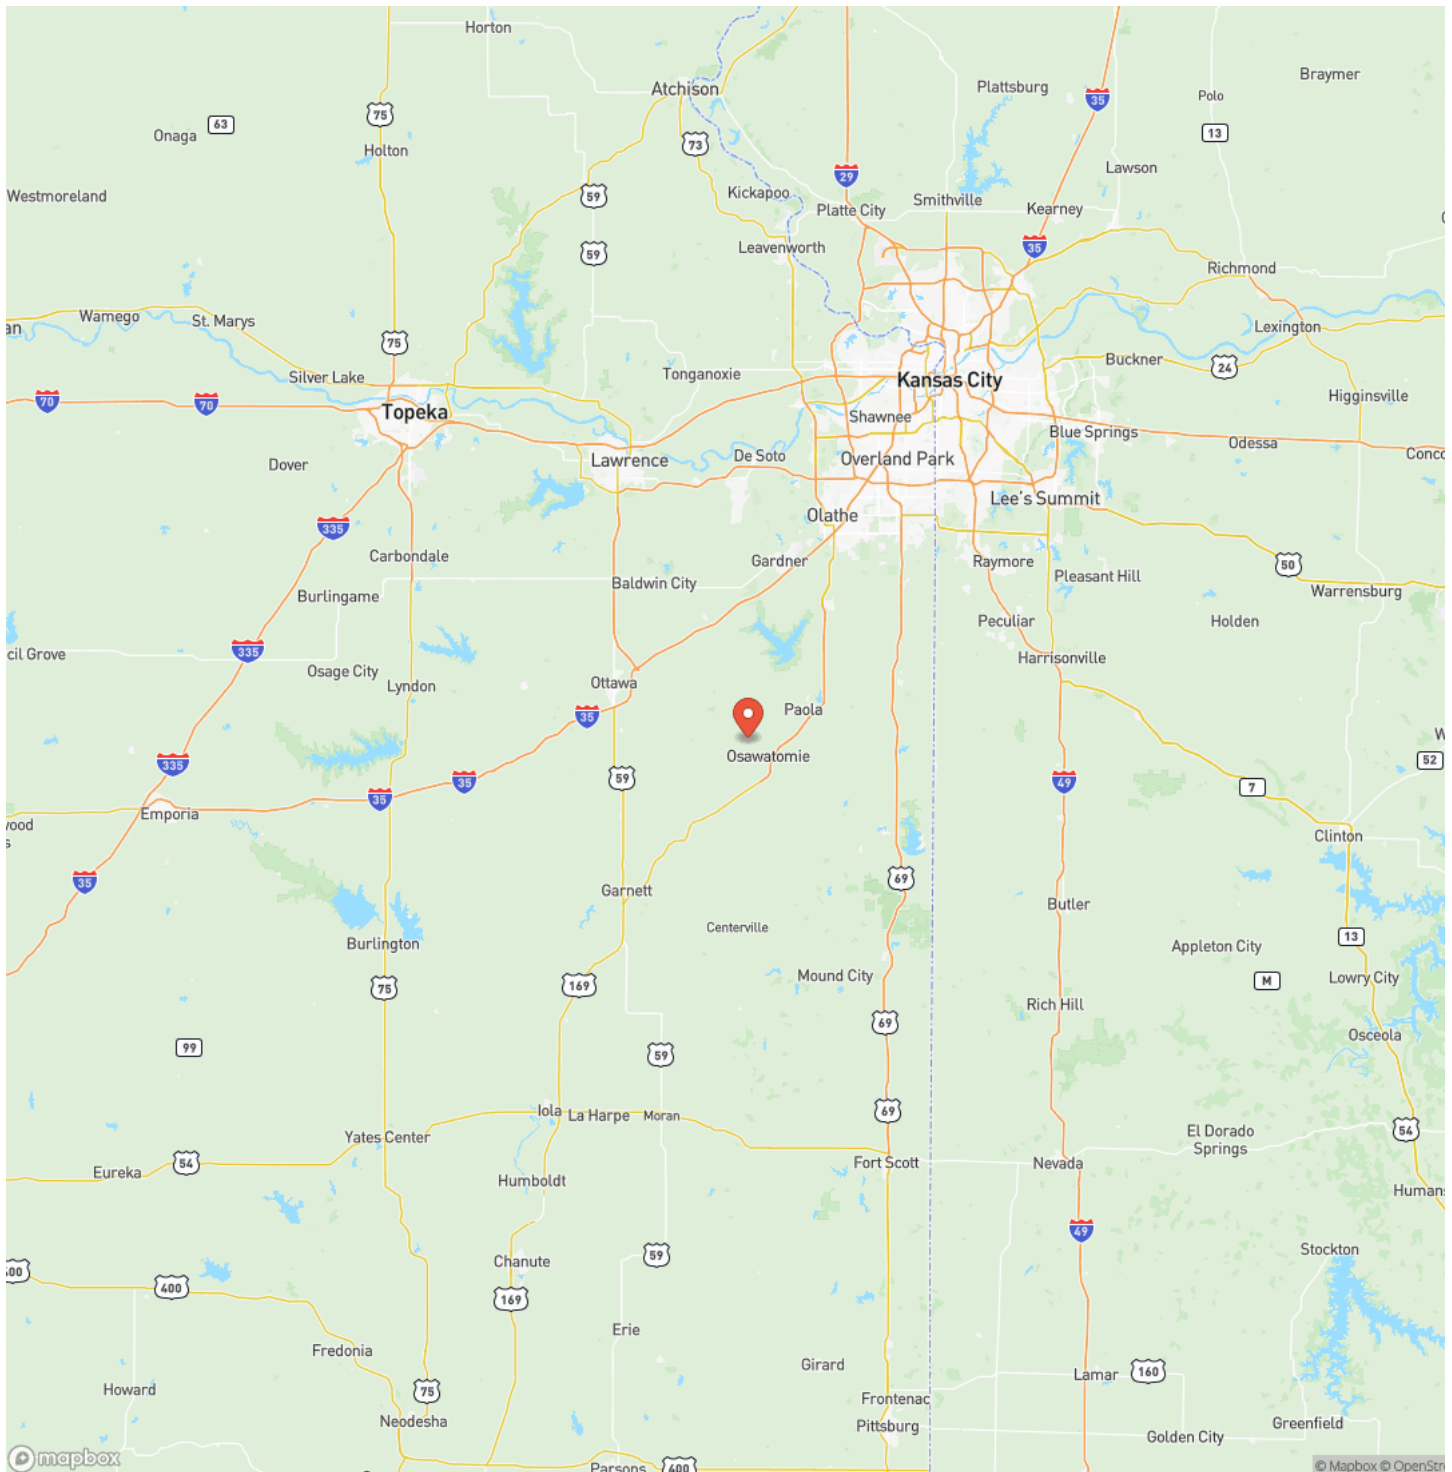 Horton
Braymer
Atchison
Plattsburg
35
Polo
75
63
Onaga
13
73
Holton
Lawson
29
Kickapoo
59
Westmoreland
Smithville
Platte City
Kearney
Leavenworth
35
59
Richmond
Wamego
St. Marys
Lexington
75
Buckner
24
Tonganoxie
Silver Lake
Kansas City
70
70
Higginsville
Topeka
Shawnee
Blue Springs
Odessa
De Soto
Overland Park
Lawrence
Dover
Lee's Summit
Olathe
335
Carbondale
Gardner
Raymore
50
Pleasant Hill
Baldwin City
Warrensburg
Burlingame
Peculiar
Holden
335
cil Grove
Harrisonville
Osage City
Ottawa
Lyndon
Paola
35
W
Osawatomie
52
335
59
35
49
7
35
Emporia
wood
s
Clinton
35
69
Garnett
Butler
Centerville
13
Burlington
Appleton City
Mound City
Lowry City
M
169
75
Rich Hill
69
Osceola
99
59
69
Iola
La Harpe
Moran
54
Yates Center
El Dorado
Springs
54
Fort Scott
Nevada
Eureka
Humboldt
Humans
49
Stockton
59
Chanute
400
169
Erie
Fredonia
Girard
160
Lamar
Howard
75
Frontenac
Neodesha
Pittsburg
Greenfield
Golden City
mapbox
Parsons
400
© Mapbox © OpenStre